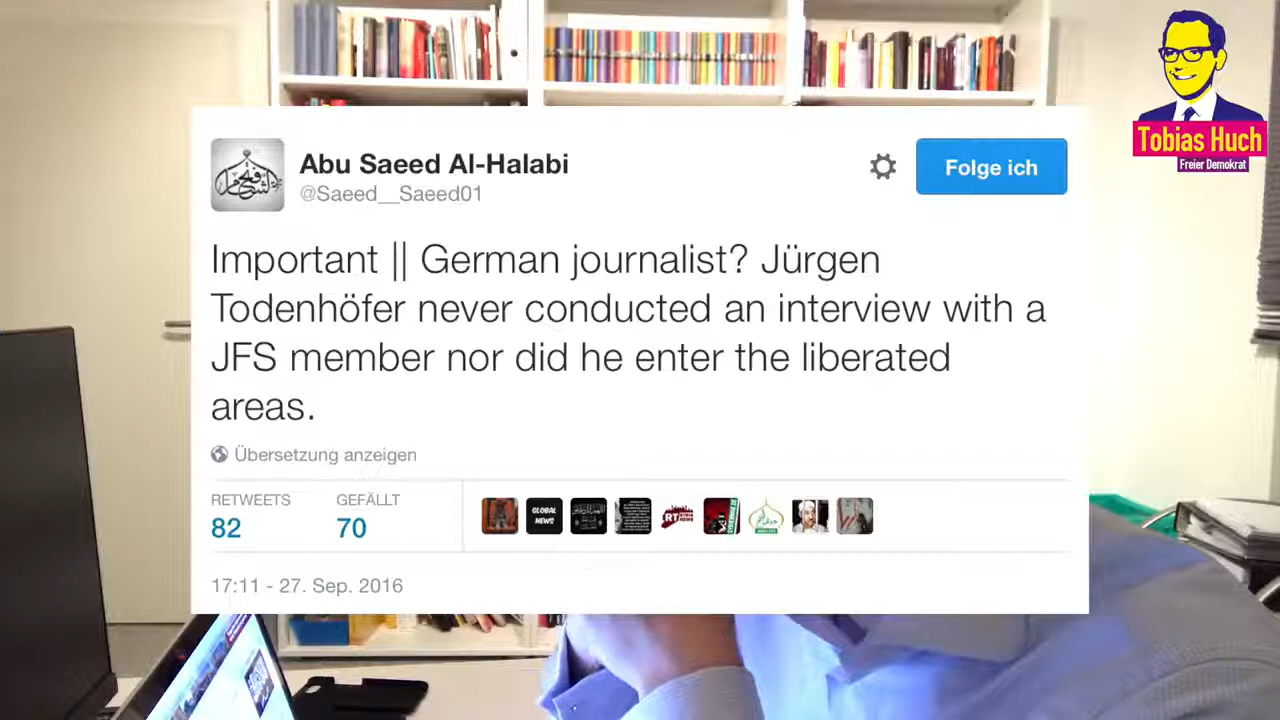 Tobias Huch
Freier Demokrat
Abu Saeed Al-Halabi
@Saeed__Saeed01
Folge ich
Important || German journalist? Jürgen
Todenhöfer never conducted an interview with a
JFS member nor did he enter the liberated
areas.
Übersetzung anzeigen
RETWEETS
GEFÄLLT
82
70
GLOBAL
NEWS
17:11 - 27. Sep. 2016